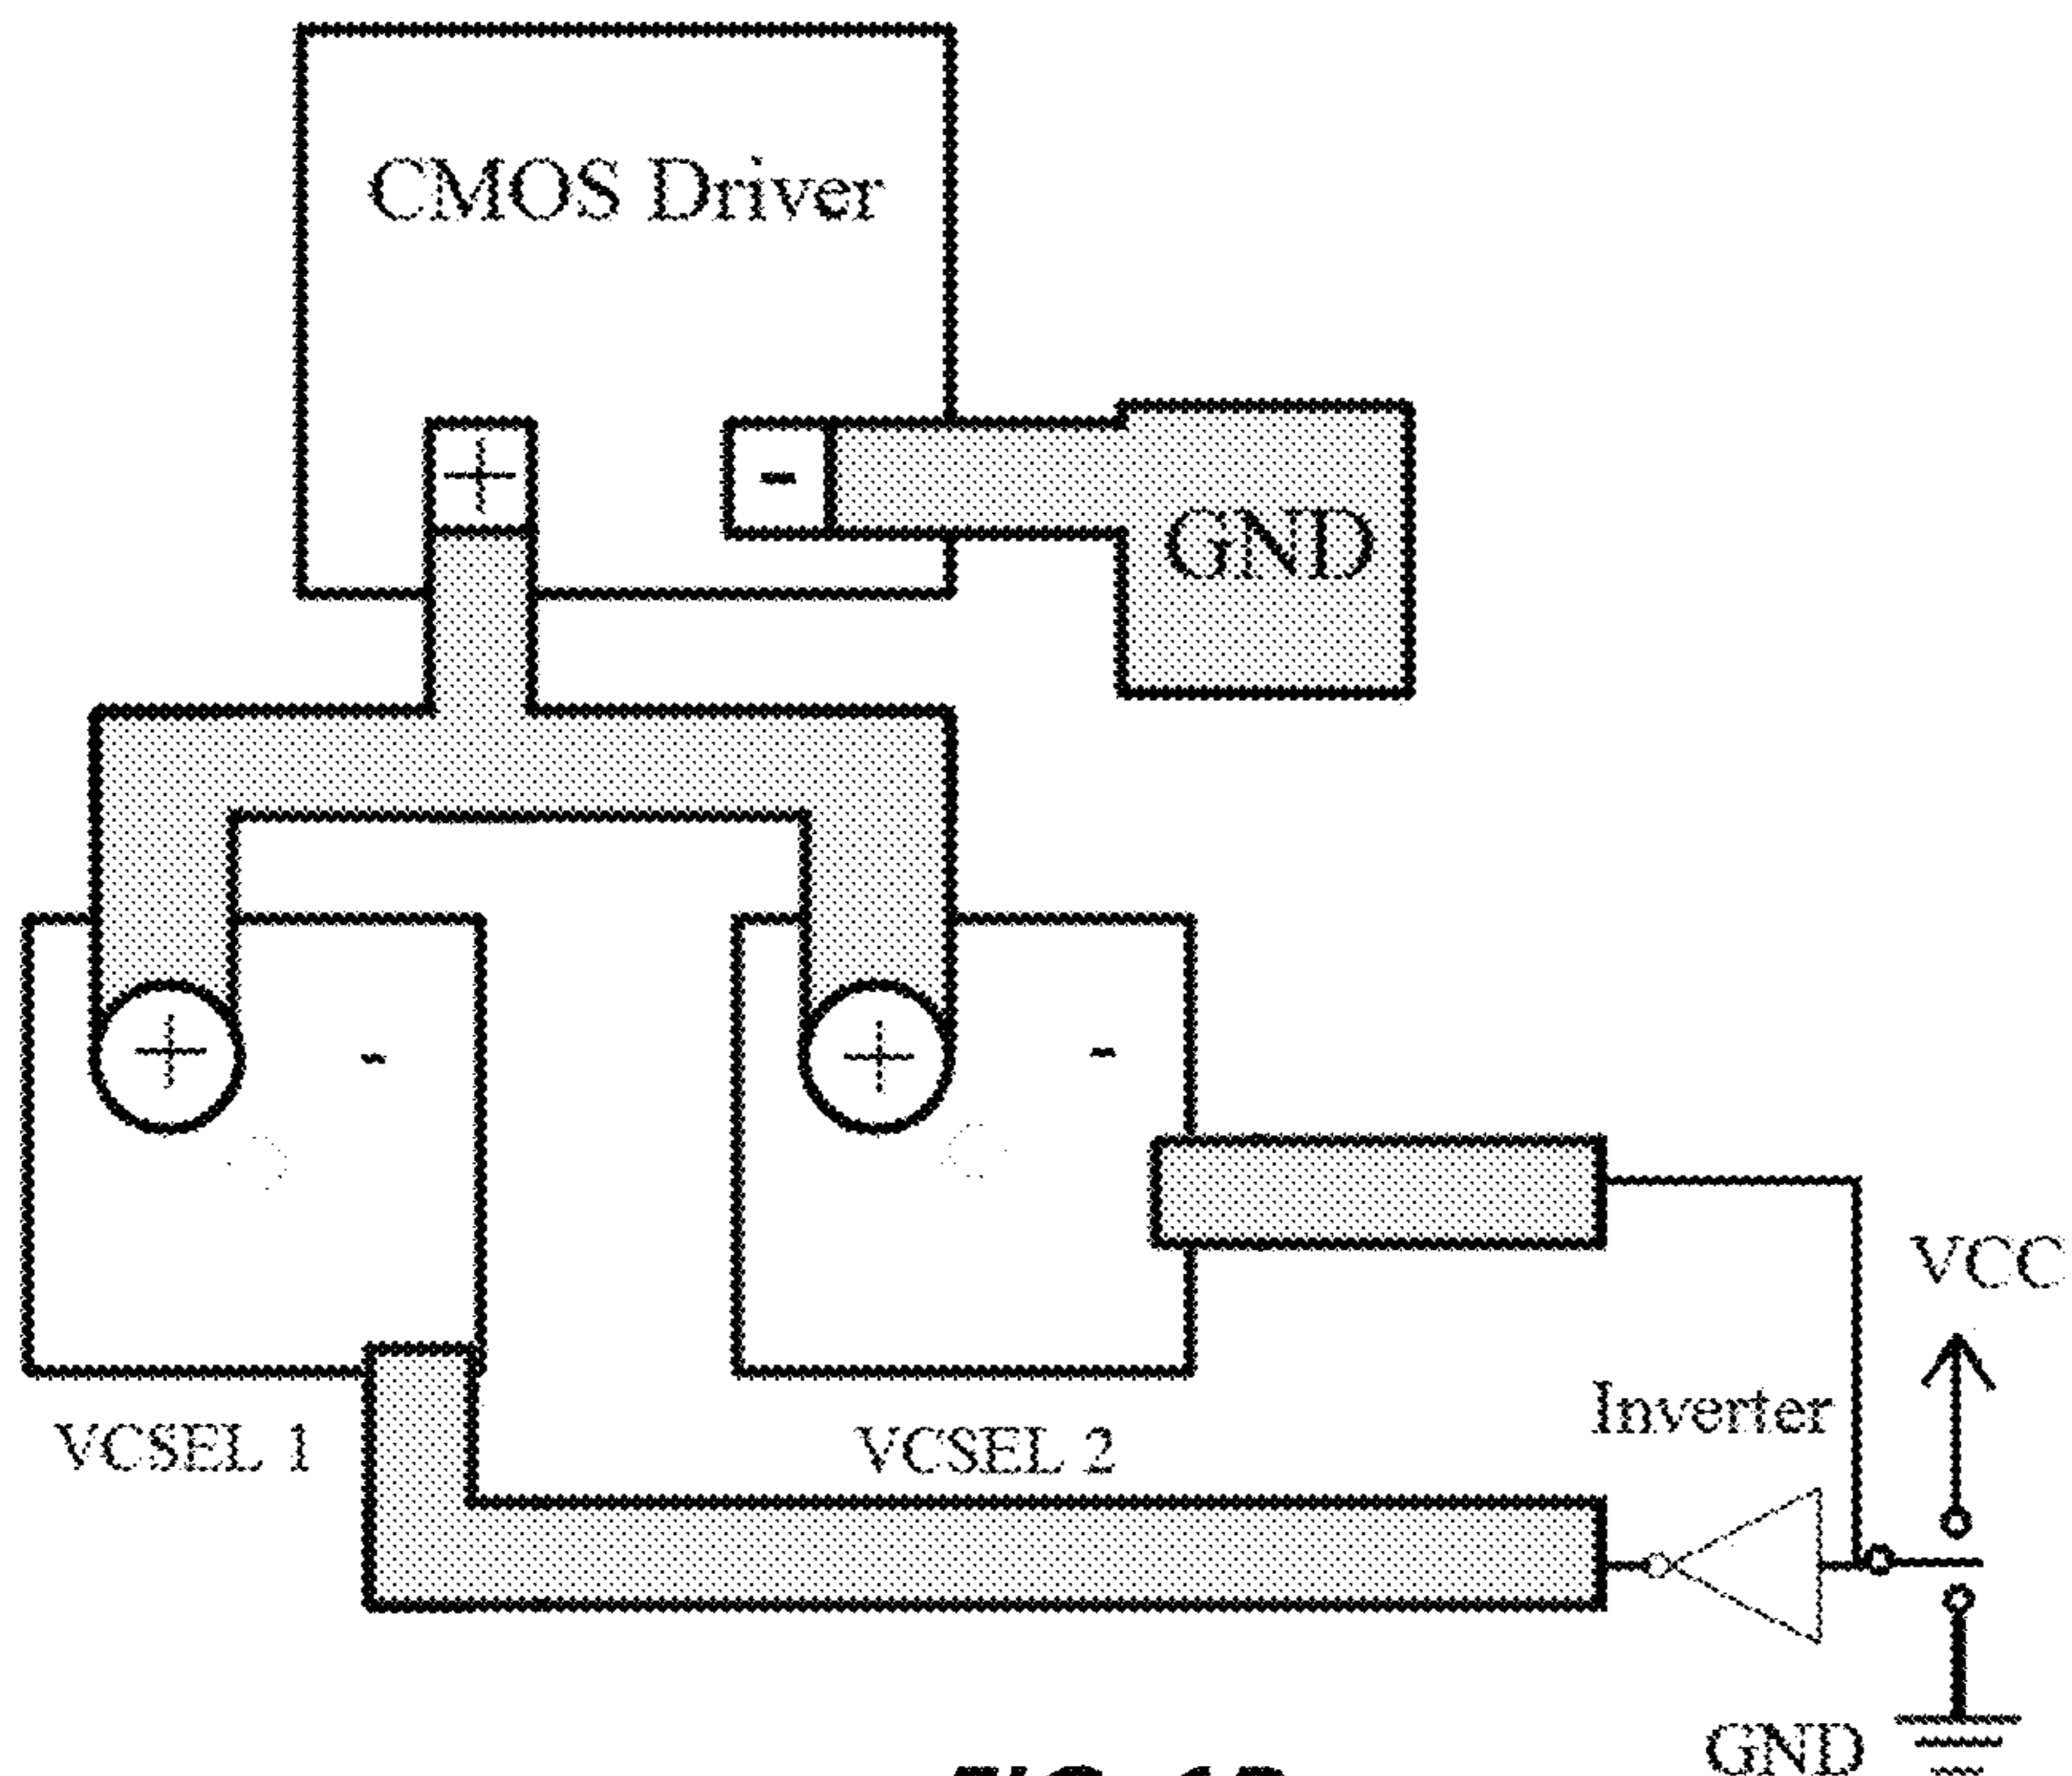 CMOS Driver
+
-
GND
+
-
+
-
VCC
Inverter
VCSEL 1
VCSEL 2
GND